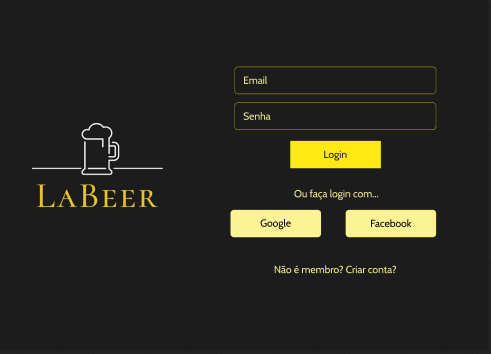 LaBeer
Email
Senha
Login
Ou faça login com...
Google
Facebook
Não é membro? Criar conta?